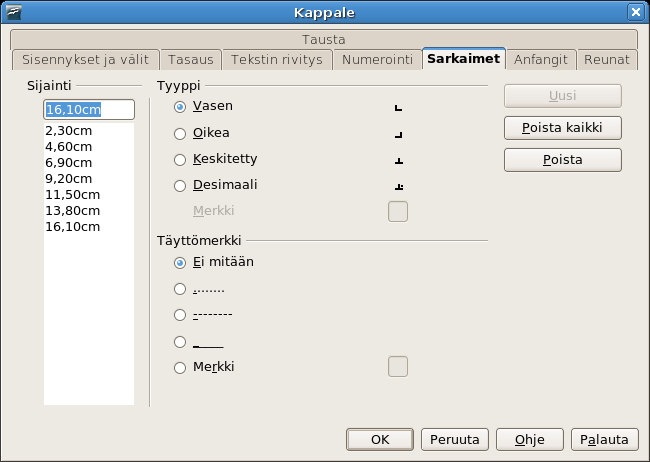 Kappale
Tausta
Sisennykset ja välit
Tasaus
Tekstin rivitys
Numerointi
Sarkaimet
Anfangit
Reunat
Sijainti
16,10cm
2,30cm
4,60cm
6,90cm
9,20cm
11,50cm
13,80cm
16,10cm
Tyyppi
Vasen
Oikea
Keskitetty
Desimaali
Merkki
Täyttömerkki
Ei mitään
........
--------
_____
Merkki
Uusi
Poista kaikki
Poista
OK
Peruuta
Ohje
Palauta